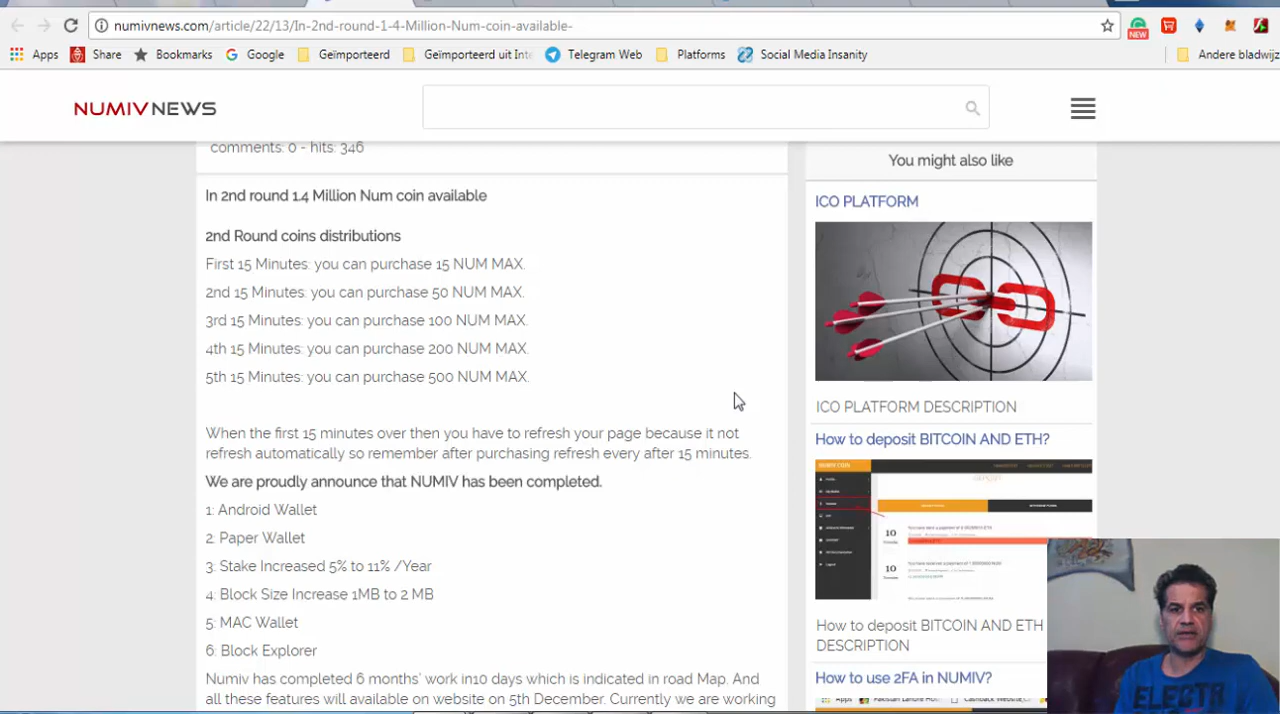 numivnews.com/article/22/13/In-2nd-round-1-4-Million-Num-coin-available-
NEW
Apps
Share
Bookmarks
Google
Geïmporteerd
Geïmporteerd uit Inte
Telegram Web
Platforms
Social Media Insanity
Andere bladwijz
NUMIVNEWS
comments: 0 - hits: 346
In 2nd round 1.4 Million Num coin available
2nd Round coins distributions
First 15 Minutes: you can purchase 15 NUM MAX.
2nd 15 Minutes: you can purchase 50 NUM MAX.
3rd 15 Minutes: you can purchase 100 NUM MAX.
4th 15 Minutes: you can purchase 200 NUM MAX.
5th 15 Minutes: you can purchase 500 NUM MAX.
When the first 15 minutes over then you have to refresh your page because it not
refresh automatically so remember after purchasing refresh every after 15 minutes.
We are proudly announce that NUMIV has been completed.
1: Android Wallet
2. Paper Wallet
3: Stake Increased 5% to 11% /Year
4: Block Size Increase 1MB to 2 MB
5: MAC Wallet
6: Block Explorer
Numiv has completed 6 months' work in10 days which is indicated in road Map. And
all these features will available on website on 5th December. Currently we are working
You might also like
ICO PLATFORM
ICO PLATFORM DESCRIPTION
How to deposit BITCOIN AND ETH?
10
10
How to deposit BITCOIN AND ETH
DESCRIPTION
How to use 2FA in NUMIV?
Apps
ELECTR